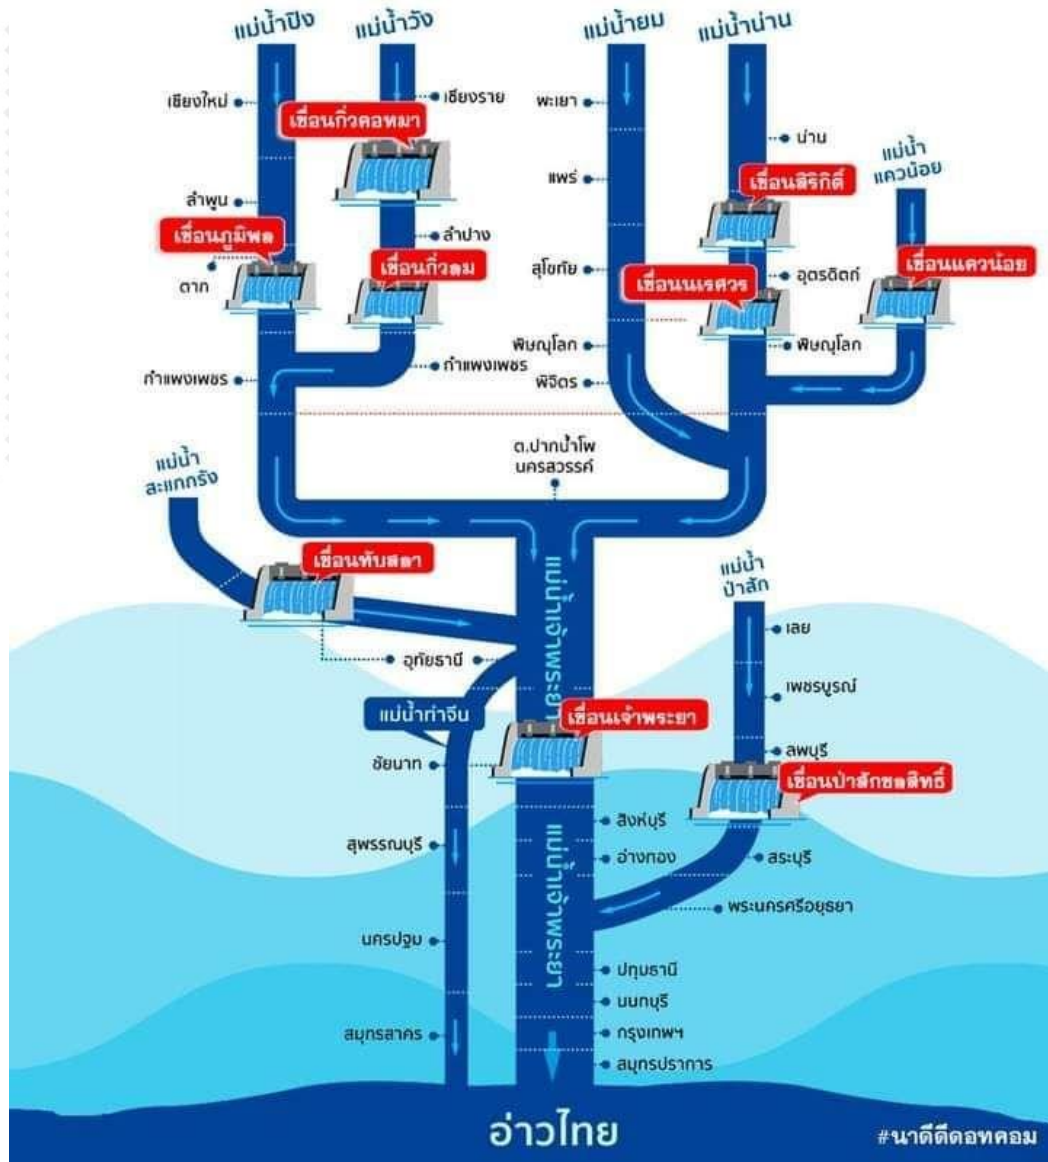 แม่น้ำปิง
แม่น้ำวัง
แม่น้ำยม
แม่น้ำน่าน
เชียงใหม่
เชียงราย
พะเยา
เขื่อนกิ่วคอหมา
น่าน
แม่น้ำ
แควน้อย
แพร่
เขื่อนสิริกิติ์
ลำพูน
เขื่อนภูมิพล
ลำปาง
เขื่อนกิ่วลม
สุโขทัย
อุตรดิตถ์
เขื่อนแควน้อย
ตาก
เขื่อนนเรศวร
พิษณุโลก
พิษณุโลก
กำแพงเพชร
กำแพงเพชร
พิจิตร
ต.ปากน้ำโพ
นครสวรรค์
แม่น้ำ
สะแกกรัง
เขื่อนทับสลา
แม่น้ำเจ้าพระยา
แม่น้ำ
ป่าสัก
เลย
อุทัยธานี
เพชรบูรณ์
แม่น้ำท่าจีน
เขื่อนเจ้าพระยา
ลพบุรี
ชัยนาท
เขื่อนป่าสักชลสิทธิ์
สิงห์บุรี
สุพรรณบุรี
อ่างทอง
สระบุรี
แม่น้ำเจ้าพระยา
พระนครศรีอยุธยา
นครปฐม
ปทุมธานี
นนทบุรี
สมุทรสาคร
กรุงเทพฯ
สมุทรปราการ
อ่าวไทย
#นาดีดีดอทคอม